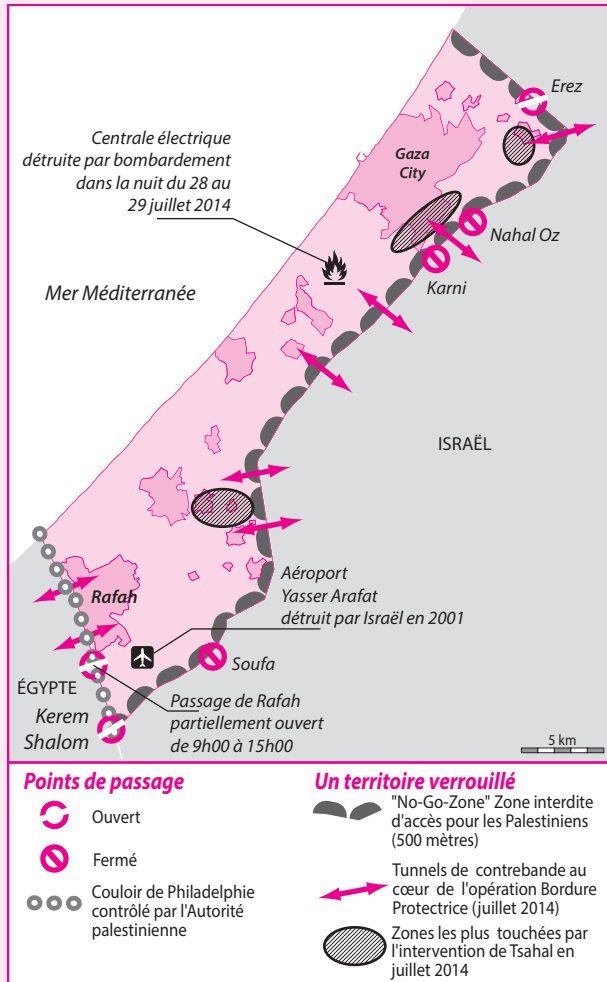 Erez
Centrale électrique
détruite par bombardement
dans la nuit du 28 au
29 juillet 2014
Gaza
City
Nahal Oz
Karni
Mer Méditerranée
ISRAËL
Aéroport
Yasser Arafat
détruit par Israël en 2001
Rafah
Soufa
ÉGYPTE
Kerem
Shalom
Passage de Rafah
partiellement ouvert
de 9h00 à 15h00
5 km
Points de passage
Ouvert
Fermé
Couloir de Philadelphie
contrôlé par l'Autorité
palestinienne
Un territoire verrouillé
"No-Go-Zone" Zone interdite
d'accès pour les Palestiniens
(500 mètres)
Tunnels de contrebande au
cœur de l'opération Bordure
Protectrice (juillet 2014)
Zones les plus touchées par
l'intervention de Tsahal en
juillet 2014